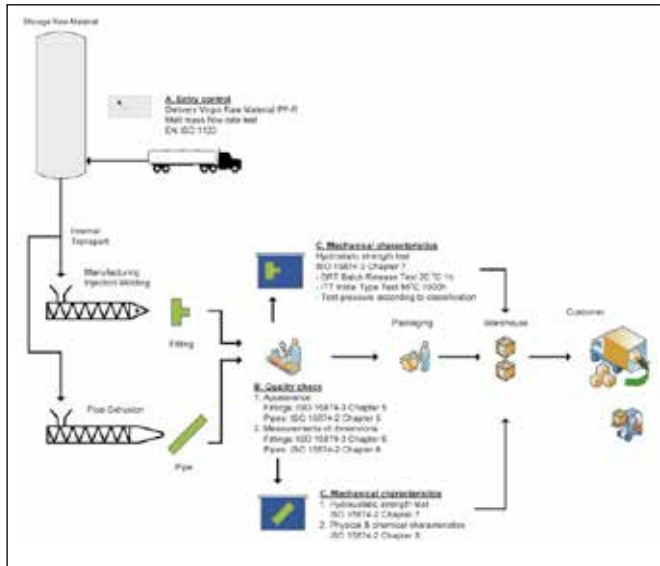 Storage Raw Material
A. Entry control
Delivery Virgin Raw Material (PP-R)
Melt mass flow rate test
EN ISO 1133
Internal
Transport
Manufacturing
Injection Molding
Fitting
Pipe Extrusion
Pipe
C. Mechanical characteristics
Hydrostatic strength test
ISO 15874-3 Chapter 7
- BRT Batch Release Test 20°C 1h
- ITT Initial Type Test 1000h
- Test pressure according to classification
Packaging
Warehouse
Customer
B. Quality check
1. Appearance
Fittings: ISO 15874-3 Chapter 5
Pipes: ISO 15874-2 Chapter 5
2. Measurements of dimensions
Fittings: ISO 15874-3 Chapter 6
Pipes: ISO 15874-2 Chapter 6
C. Mechanical characteristics
1. Hydrostatic strength test
ISO 15874-2 Chapter 7
2. Physical & chemical characteristics
ISO 15874-2 Chapter 8